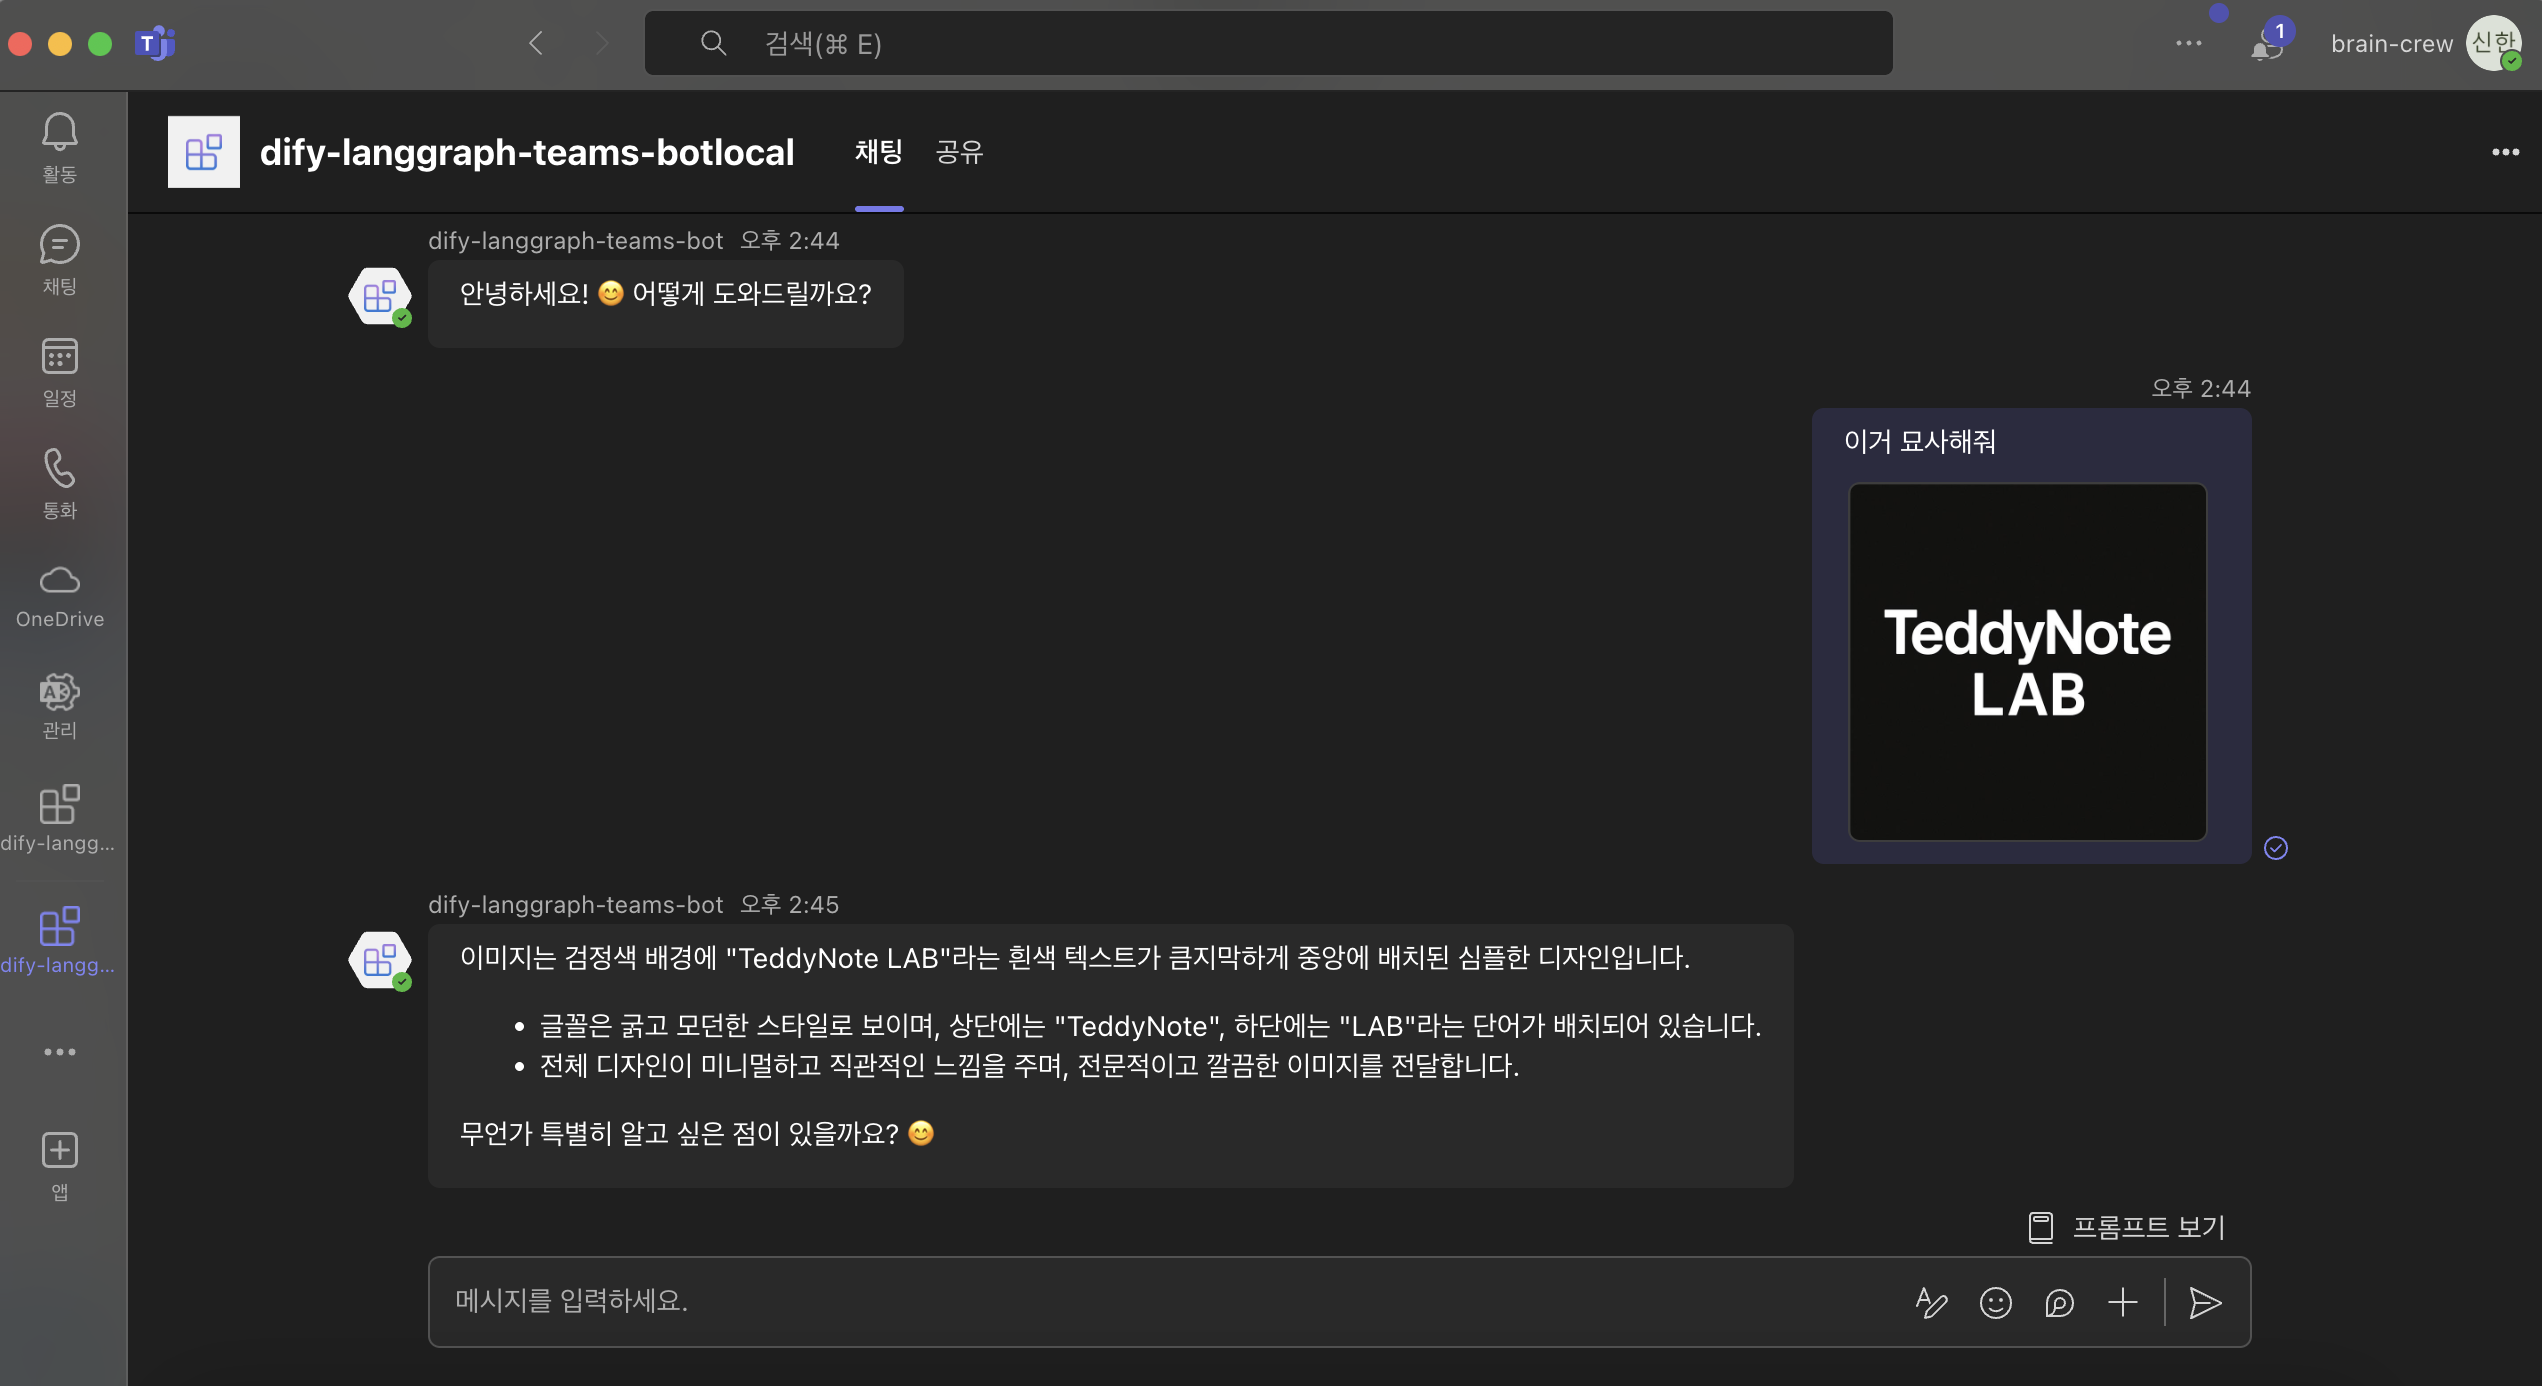 검색(⌘ E)
1
brain-crew
신한
활동
채팅
일정
통화
OneDrive
관리
dify-langg...
dify-langg...
앱
dify-langgraph-teams-botlocal
채팅
공유
dify-langgraph-teams-bot 오후 2:44
안녕하세요! 😊 어떻게 도와드릴까요?
오후 2:44
이거 묘사해줘
TeddyNote
LAB
dify-langgraph-teams-bot 오후 2:45
이미지는 검정색 배경에 "TeddyNote LAB"라는 흰색 텍스트가 큼지막하게 중앙에 배치된 심플한 디자인입니다.
• 글꼴은 굵고 모던한 스타일로 보이며, 상단에는 "TeddyNote", 하단에는 "LAB"라는 단어가 배치되어 있습니다.
• 전체 디자인이 미니멀하고 직관적인 느낌을 주며, 전문적이고 깔끔한 이미지를 전달합니다.
무언가 특별히 알고 싶은 점이 있을까요? 😊
프롬프트 보기
메시지를 입력하세요.